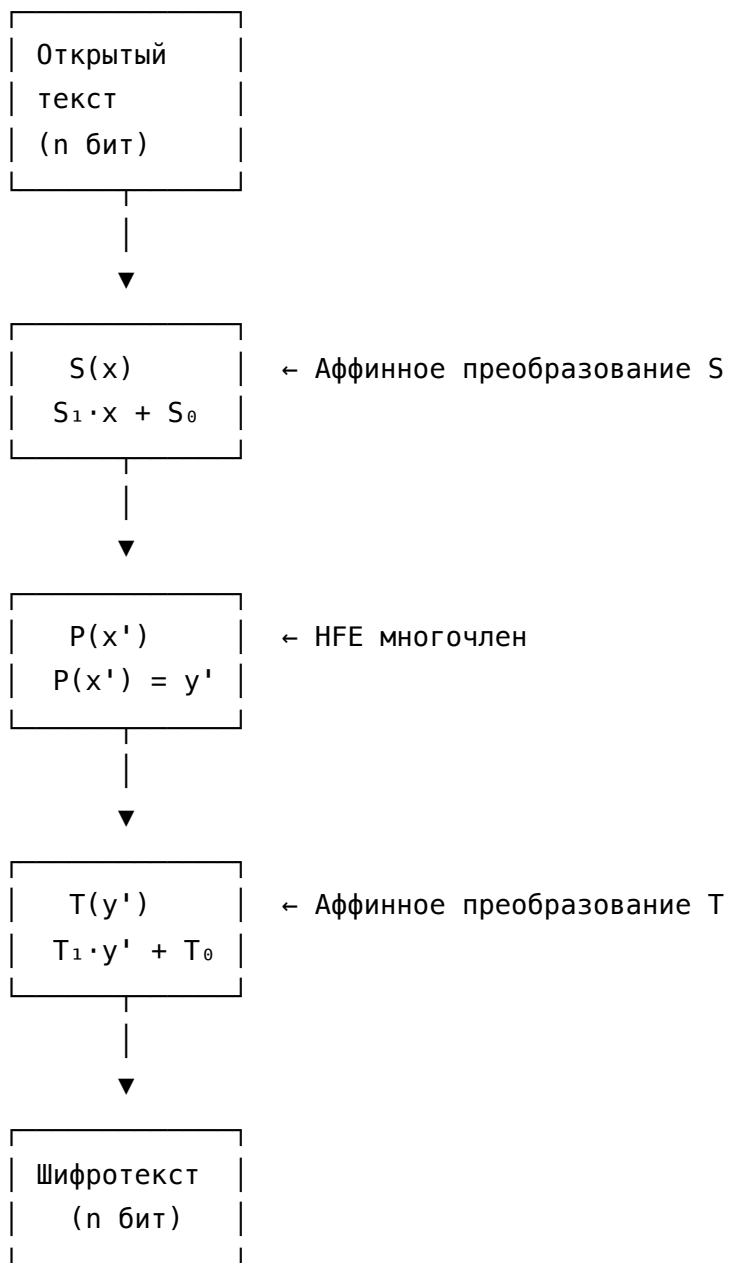 Открытый
текст
(n бит)
▼
S(x) ← Аффинное преобразование S
S₁·x + S₀
▼
P(x') ← HFE многочлен
P(x') = y'
▼
T(y') ← Аффинное преобразование T
T₁·y' + T₀
▼
Шифротекст
(n бит)